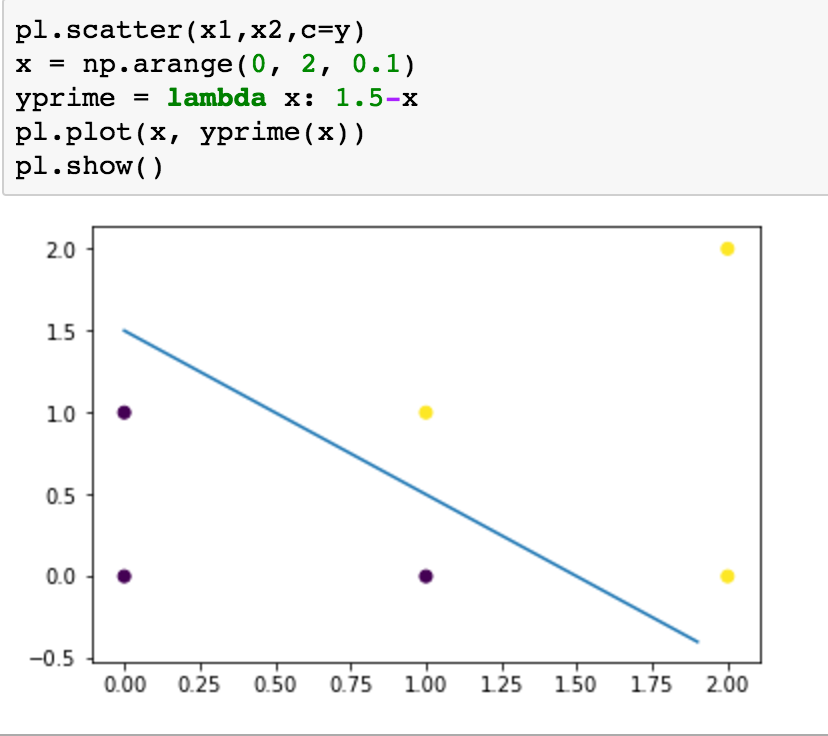 pl.scatter(x1,x2,c=y)
x = np.arange(0, 2, 0.1)
yprime = lambda x: 1.5-x
pl.plot(x, yprime(x))
pl.show()
2.0
1.5
1.0
0.5
0.0
−0.5
0.00 0.25 0.50 0.75 1.00 1.25 1.50 1.75 2.00